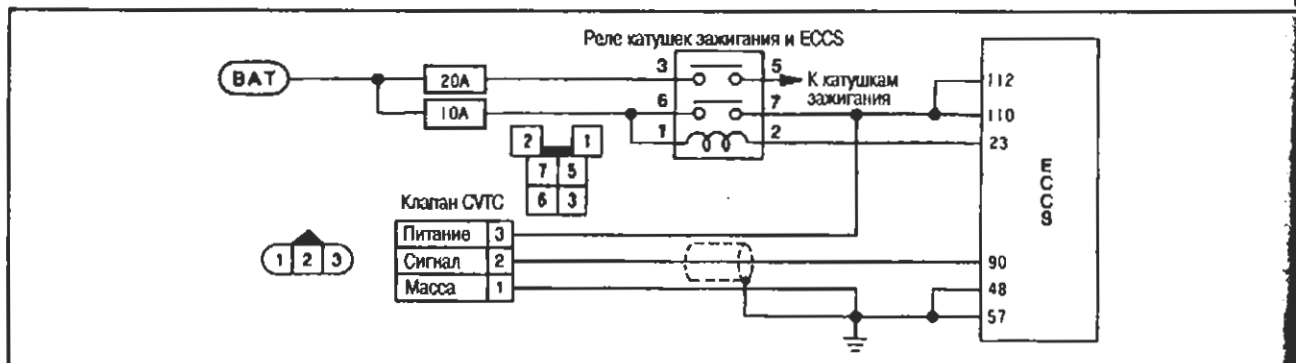 Реле катушек зажигания и ECCS
BAT
20A
3
5
К катушкам
зажигания
112
10A
6
7
110
1
2
23
2 1
7 5
6 3
ECCS
Клапан CVTC
Питание 3
1 2 3
Сигнал 2
90
Масса 1
48
57